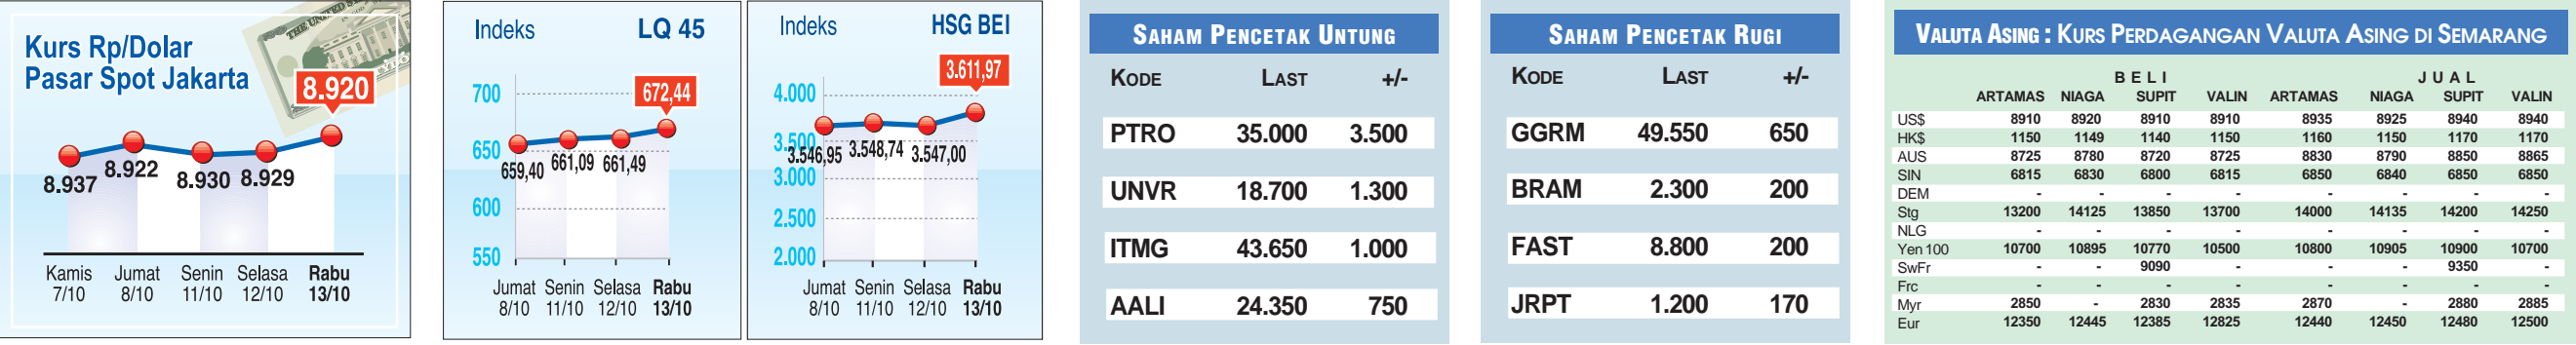 Kurs Rp/Dolar
Pasar Spot Jakarta
8.920
8.937
8.922
8.930
8.929
Kamis Jumat Senin Selasa Rabu
7/10 8/10 11/10 12/10 13/10
Indeks LQ 45
700
650
600
550
672,44
659,40
661,09
661,49
Jumat Senin Selasa Rabu
8/10 11/10 12/10 13/10
Indeks HSG BEI
3.611,97
4.000
3.500
3.000
2.500
2.000
3.546,95
3.548,74
3.547,00
Jumat Senin Selasa Rabu
8/10 11/10 12/10 13/10
SAHAM PENCETAK UNTUNG
KODE LAST +/-
PTRO 35.000 3.500
UNVR 18.700 1.300
ITMG 43.650 1.000
AALI 24.350 750
SAHAM PENCETAK RUGI
KODE LAST +/-
GGRM 49.550 650
BRAM 2.300 200
FAST 8.800 200
JRPT 1.200 170
VALUTA ASING : KURS PERDAGANGAN VALUTA ASING DI SEMARANG
BELI JUAL
ARTAMAS NIAGA SUPIT VALIN ARTAMAS NIAGA SUPIT VALIN
US$ 8910 8920 8910 8910 8935 8925 8940 8940
HK$ 1150 1149 1140 1150 1160 1150 1170 1170
AUS 8725 8780 8720 8725 8830 8790 8850 8865
SIN 6815 6830 6800 6815 6850 6840 6850 6850
DEM - - - - - - - -
Stg 13200 14125 13850 13700 14000 14135 14200 14250
NLG - - - - - - - -
Yen 100 10700 10895 10770 10500 10800 10905 10900 10700
SwFr - - 9090 - - - 9350 -
Frc - - - - - - - -
Myr 2850 - 2830 2835 2870 - 2880 2885
Eur 12350 12445 12385 12825 12440 12450 12480 12500